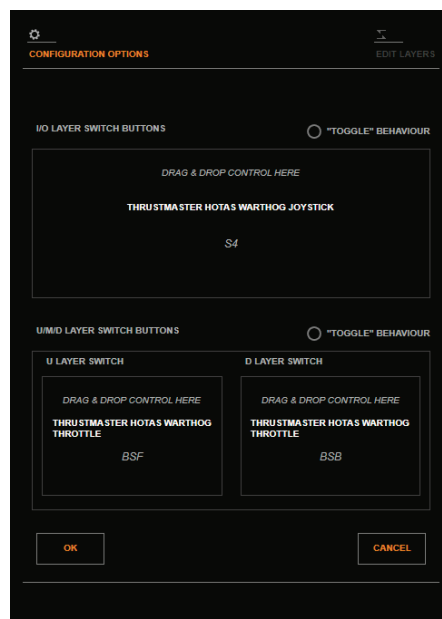 CONFIGURATION OPTIONS
EDIT LAYERS
I/O LAYER SWITCH BUTTONS
"TOGGLE" BEHAVIOUR
DRAG & DROP CONTROL HERE
THRUSTMASTER HOTAS WARTHOG JOYSTICK
S4
U/M/D LAYER SWITCH BUTTONS
"TOGGLE" BEHAVIOUR
U LAYER SWITCH
D LAYER SWITCH
DRAG & DROP CONTROL HERE
THRUSTMASTER HOTAS WARTHOG
THROTTLE
BSF
DRAG & DROP CONTROL HERE
THRUSTMASTER HOTAS WARTHOG
THROTTLE
BSB
OK
CANCEL